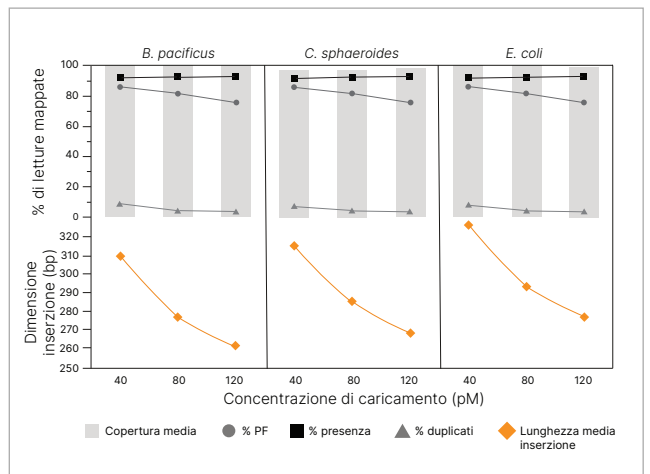 B. pacificus C. sphaeroides E. coli
% di letture mappate
100
80
60
40
20
0
Dimensione
inserzione (bp)
320
310
300
290
280
270
260
250
40 80 120 40 80 120 40 80 120
Concentrazione di caricamento (pM)
Copertura media % PF % presenza % duplicati Lunghezza media
inserzione